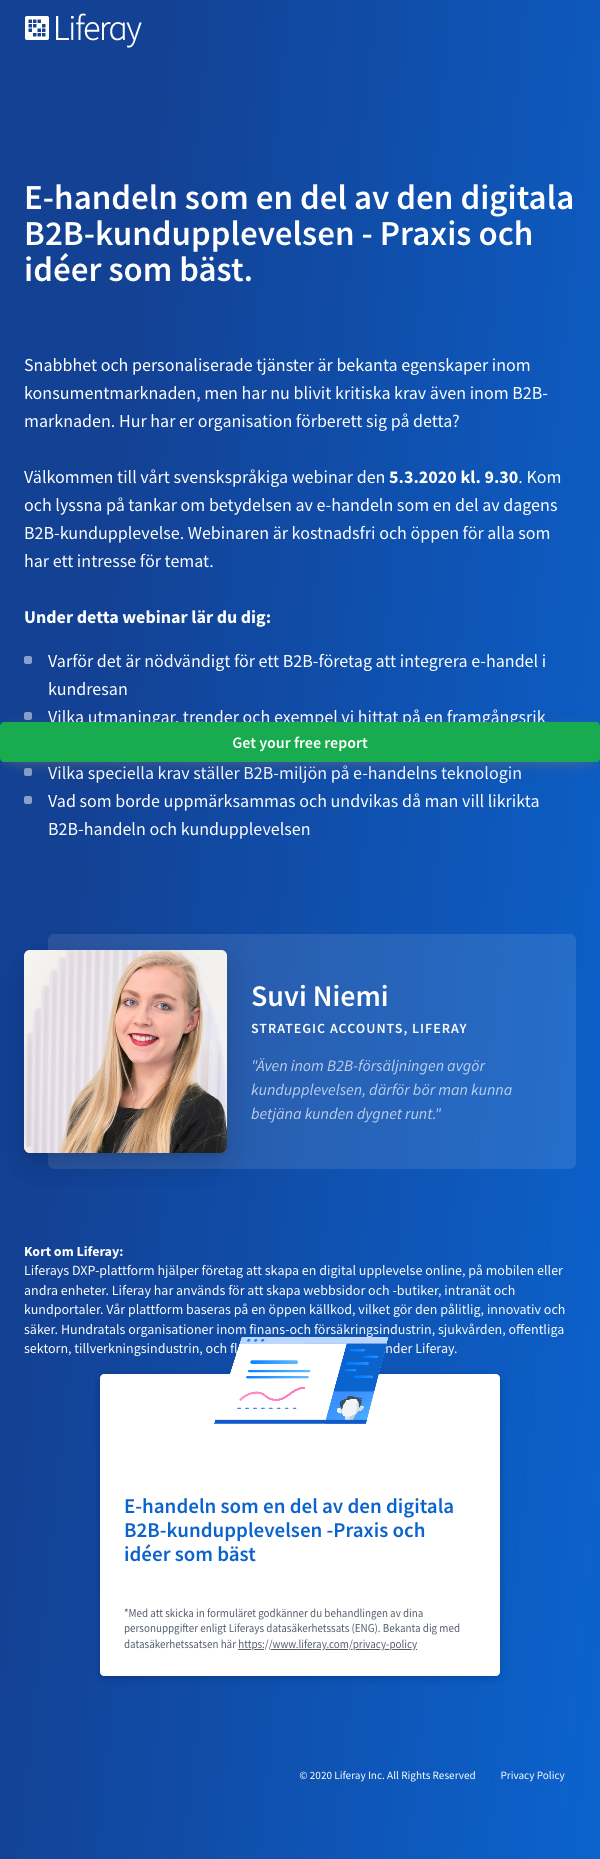 Liferay
E-handeln som en del av den digitala
B2B-kundupplevelsen - Praxis och
idéer som bäst.
Snabbhet och personaliserade tjänster är bekanta egenskaper inom
konsumentmarknaden, men har nu blivit kritiska krav även inom B2B-
marknaden. Hur har er organisation förberett sig på detta?
Välkommen till vårt svenskspråkiga webinar den 5.3.2020 kl. 9.30. Kom
och lyssna på tankar om betydelsen av e-handeln som en del av dagens
B2B-kundupplevelse. Webinaren är kostnadsfri och öppen för alla som
har ett intresse för temat.
Under detta webinar lär du dig:
Varför det är nödvändigt för ett B2B-företag att integrera e-handel i
kundresan
Vilka utmaningar, trender och exempel vi hittat på en framgångsrik
Get your free report
Vilka speciella krav ställer B2B-miljön på e-handelns teknologin
Vad som borde uppmärksammas och undvikas då man vill likrikta
B2B-handeln och kundupplevelsen
Suvi Niemi
STRATEGIC ACCOUNTS, LIFERAY
"Även inom B2B-försäljningen avgör
kundupplevelsen, därför bör man kunna
betjäna kunden dygnet runt."
Kort om Liferay:
Liferays DXP-plattform hjälper företag att skapa en digital upplevelse online, på mobilen eller
andra enheter. Liferay har används för att skapa webbsidor och -butiker, intranät och
kundportaler. Vår plattform baseras på en öppen källkod, vilket gör den pålitlig, innovativ och
säker. Hundratals organisationer inom finans-och försäkringsindustrin, sjukvården, offentliga
sektorn, tillverkningsindustrin, och nder Liferay.
E-handeln som en del av den digitala
B2B-kundupplevelsen -Praxis och
idéer som bäst
*Med att skicka in formuläret godkänner du behandlingen av dina
personuppgifter enligt Liferays datasäkerhetssats (ENG). Bekanta dig med
datasäkerhetssatsen här https://www.liferay.com/privacy-policy
© 2020 Liferay Inc. All Rights Reserved Privacy Policy